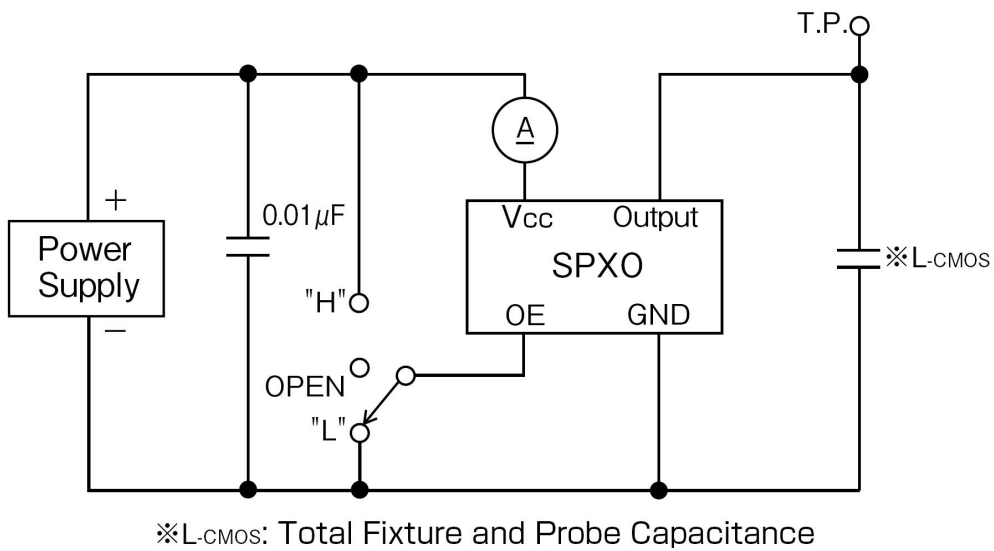 T.P.
A
+
0.01μF
Vcc Output
Power
Supply
SPXO
※L-CMOS
"H"
OE GND
−
OPEN
"L"
※L-CMOS: Total Fixture and Probe Capacitance